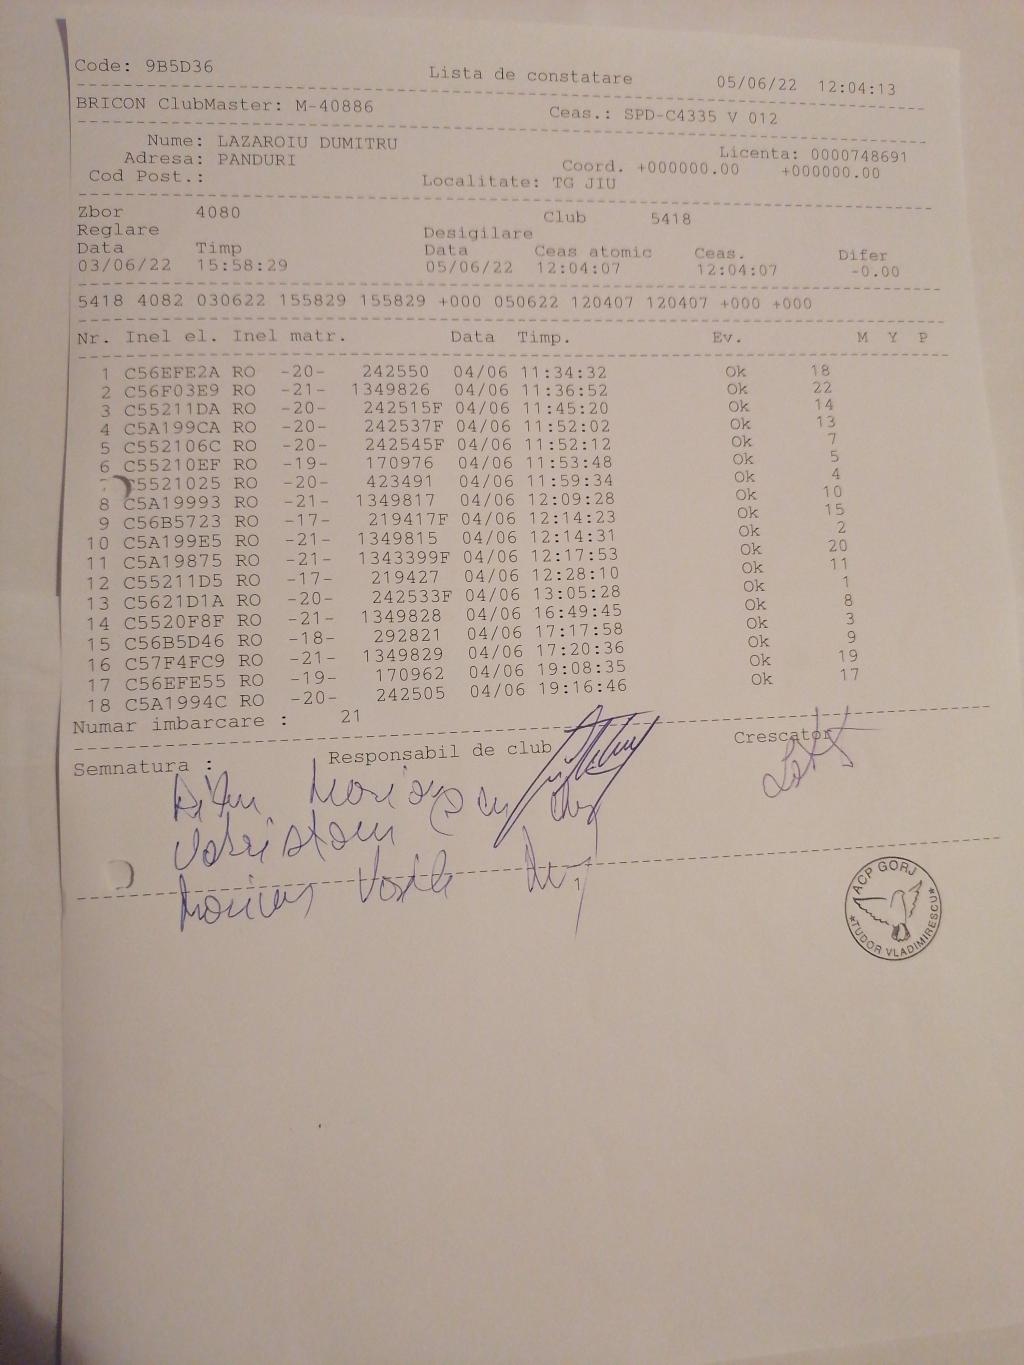 Code: 9B5D36 Lista de constatare 05/06/22 12:04:13
BRICON ClubMaster: M-40886 Ceas.: SPD-C4335 V 012
Nume: LAZAROIU DUMITRU Licenta: 0000748691
Adresa: PANDURI Coord. +000000.00 +000000.00
Cod Post.: Localitate: TG JIU
Zbor 4080 Club 5418
Reglare Desigilare
Data Timp Data Ceas atomic Ceas. Difer
03/06/22 15:58:29 05/06/22 12:04:07 12:04:07 -0.00
5418 4082 030622 155829 155829 +000 050622 120407 120407 +000 +000
Nr. Inel el. Inel matr. Data Timp. Ev. M Y P
1 C56EFE2A RO -20- 242550 04/06 11:34:32 Ok 18
2 C56F03E9 RO -21- 1349826 04/06 11:36:52 Ok 22
3 C55211DA RO -20- 242515F 04/06 11:45:20 Ok 14
4 C5A199CA RO -20- 242537F 04/06 11:52:02 Ok 13
5 C552106C RO -20- 242545F 04/06 11:52:12 Ok 7
6 C55210EF RO -19- 170976 04/06 11:53:48 Ok 5
7 C5521025 RO -20- 423491 04/06 11:59:34 Ok 4
8 C5A19993 RO -21- 1349817 04/06 12:09:28 Ok 10
9 C56B5723 RO -17- 219417F 04/06 12:14:23 Ok 15
10 C5A199E5 RO -21- 1349815 04/06 12:14:31 Ok 2
11 C5A19875 RO -21- 1343399F 04/06 12:17:53 Ok 20
12 C55211D5 RO -17- 219427 04/06 12:28:10 Ok 11
13 C5621D1A RO -20- 242533F 04/06 13:05:28 Ok 1
14 C5520F8F RO -21- 1349828 04/06 16:49:45 Ok 8
15 C56B5D46 RO -18- 292821 04/06 17:17:58 Ok 3
16 C57F4FC9 RO -21- 1349829 04/06 17:20:36 Ok 9
17 C56EFE55 RO -19- 170962 04/06 19:08:35 Ok 19
18 C5A1994C RO -20- 242505 04/06 19:16:46 Ok 17
Numar imbarcare : 21
Semnatura : Responsabil de club Crescator
1
ACP GORJ
*TUDOR VLADIMIRESCU*